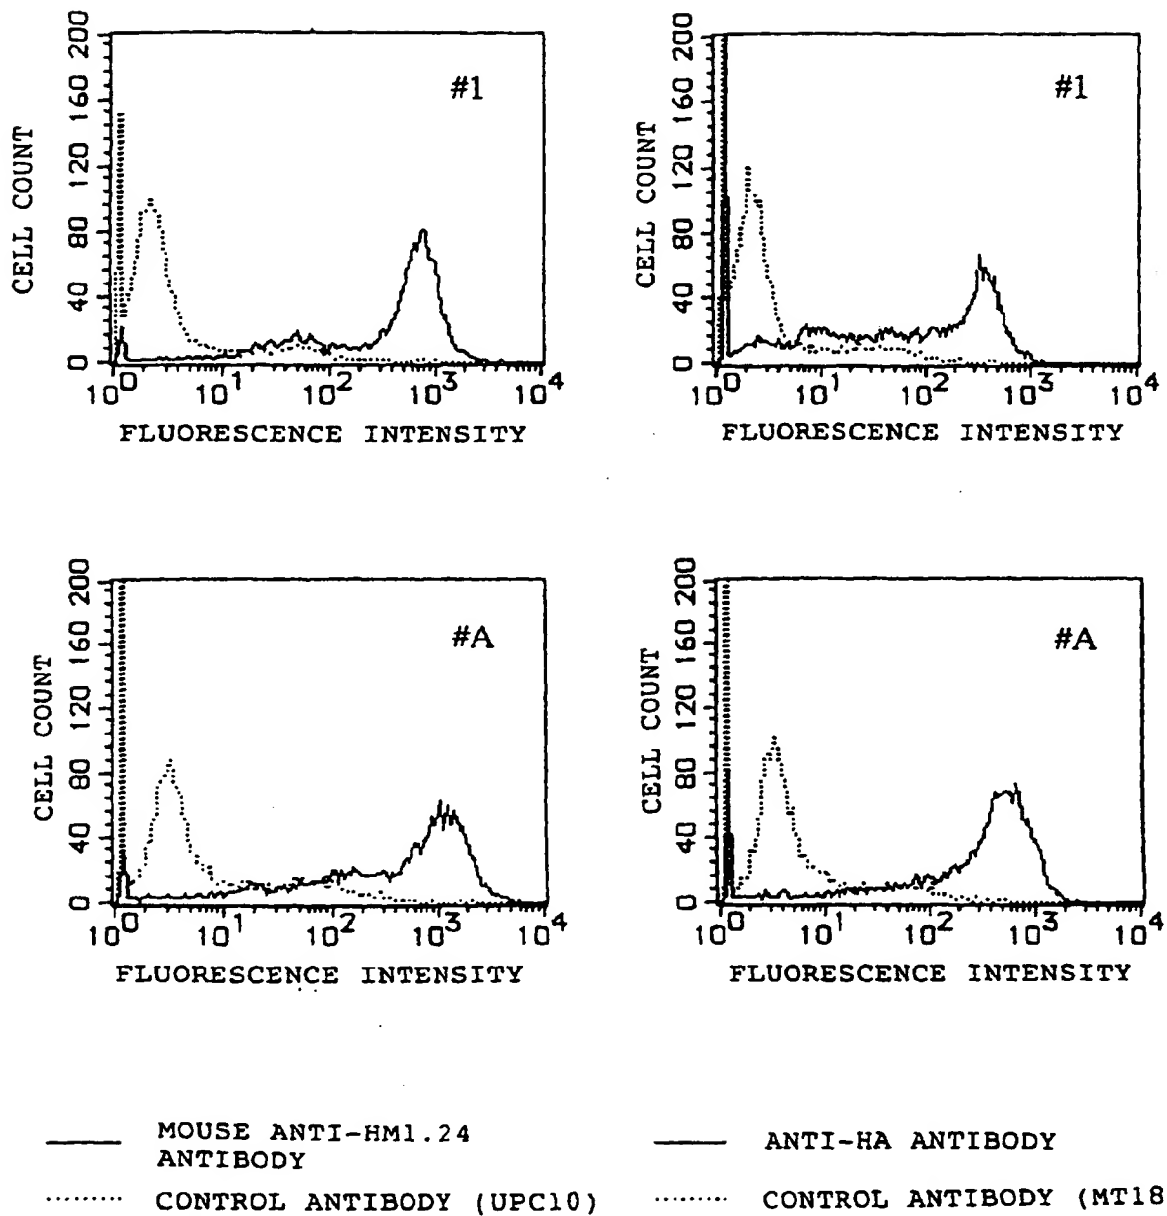 CELL COUNT
200
160
120
80
40
0
#1
10^0 10^1 10^2 10^3 10^4
FLUORESCENCE INTENSITY
CELL COUNT
200
160
120
80
40
0
#1
10^0 10^1 10^2 10^3 10^4
FLUORESCENCE INTENSITY
CELL COUNT
200
160
120
80
40
0
#A
10^0 10^1 10^2 10^3 10^4
FLUORESCENCE INTENSITY
CELL COUNT
200
160
120
80
40
0
#A
10^0 10^1 10^2 10^3 10^4
FLUORESCENCE INTENSITY
MOUSE ANTI-HM1.24
ANTIBODY
CONTROL ANTIBODY (UPC10)
ANTI-HA ANTIBODY
CONTROL ANTIBODY (MT18